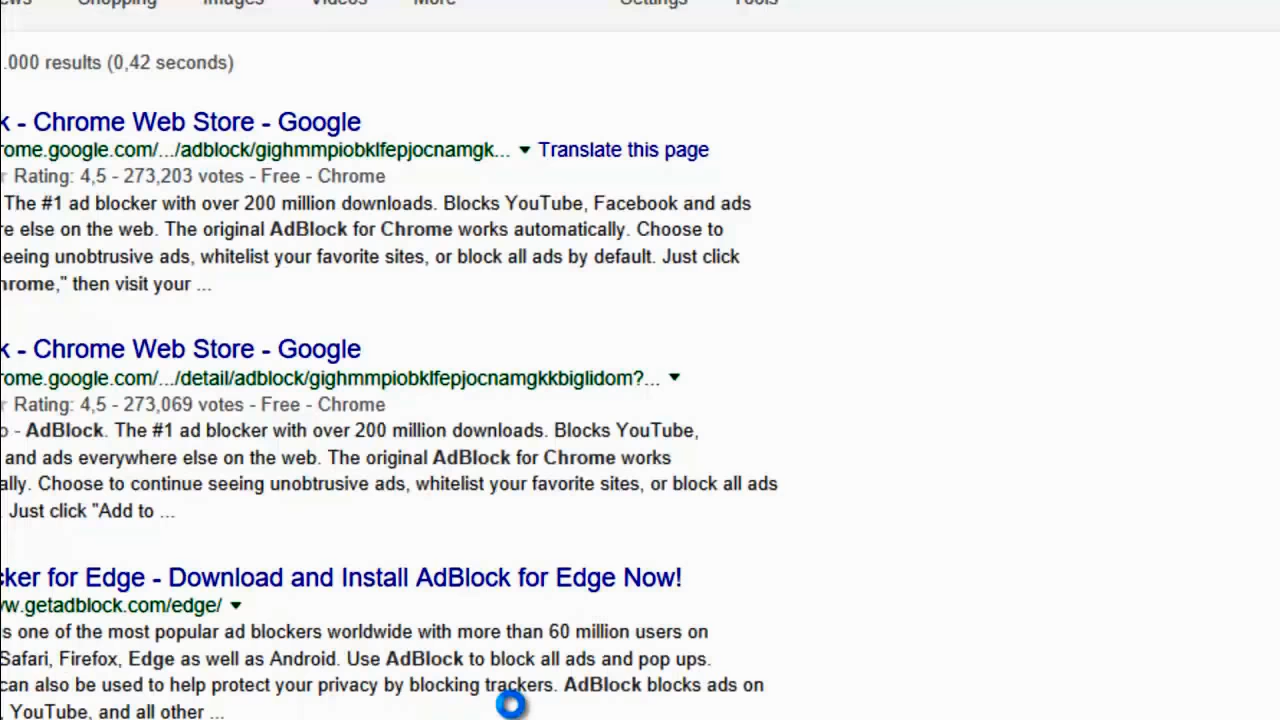 Shopping Images Videos More Settings Tools
.000 results (0,42 seconds)
k - Chrome Web Store - Google
rome.google.com/.../adblock/gighmmpiobklfepjocnamgk... Translate this page
r Rating: 4,5 - 273,203 votes - Free - Chrome
The #1 ad blocker with over 200 million downloads. Blocks YouTube, Facebook and ads
re else on the web. The original AdBlock for Chrome works automatically. Choose to
eeing unobtrusive ads, whitelist your favorite sites, or block all ads by default. Just click
hrome," then visit your ...
k - Chrome Web Store - Google
rome.google.com/.../detail/adblock/gighmmpiobklfepjocnamgkkbiglidom?...
r Rating: 4,5 - 273,069 votes - Free - Chrome
o - AdBlock. The #1 ad blocker with over 200 million downloads. Blocks YouTube,
and ads everywhere else on the web. The original AdBlock for Chrome works
ally. Choose to continue seeing unobtrusive ads, whitelist your favorite sites, or block all ads
Just click "Add to ...
cker for Edge - Download and Install AdBlock for Edge Now!
w.getadblock.com/edge/
s one of the most popular ad blockers worldwide with more than 60 million users on
Safari, Firefox, Edge as well as Android. Use AdBlock to block all ads and pop ups.
can also be used to help protect your privacy by blocking trackers. AdBlock blocks ads on
YouTube, and all other ...